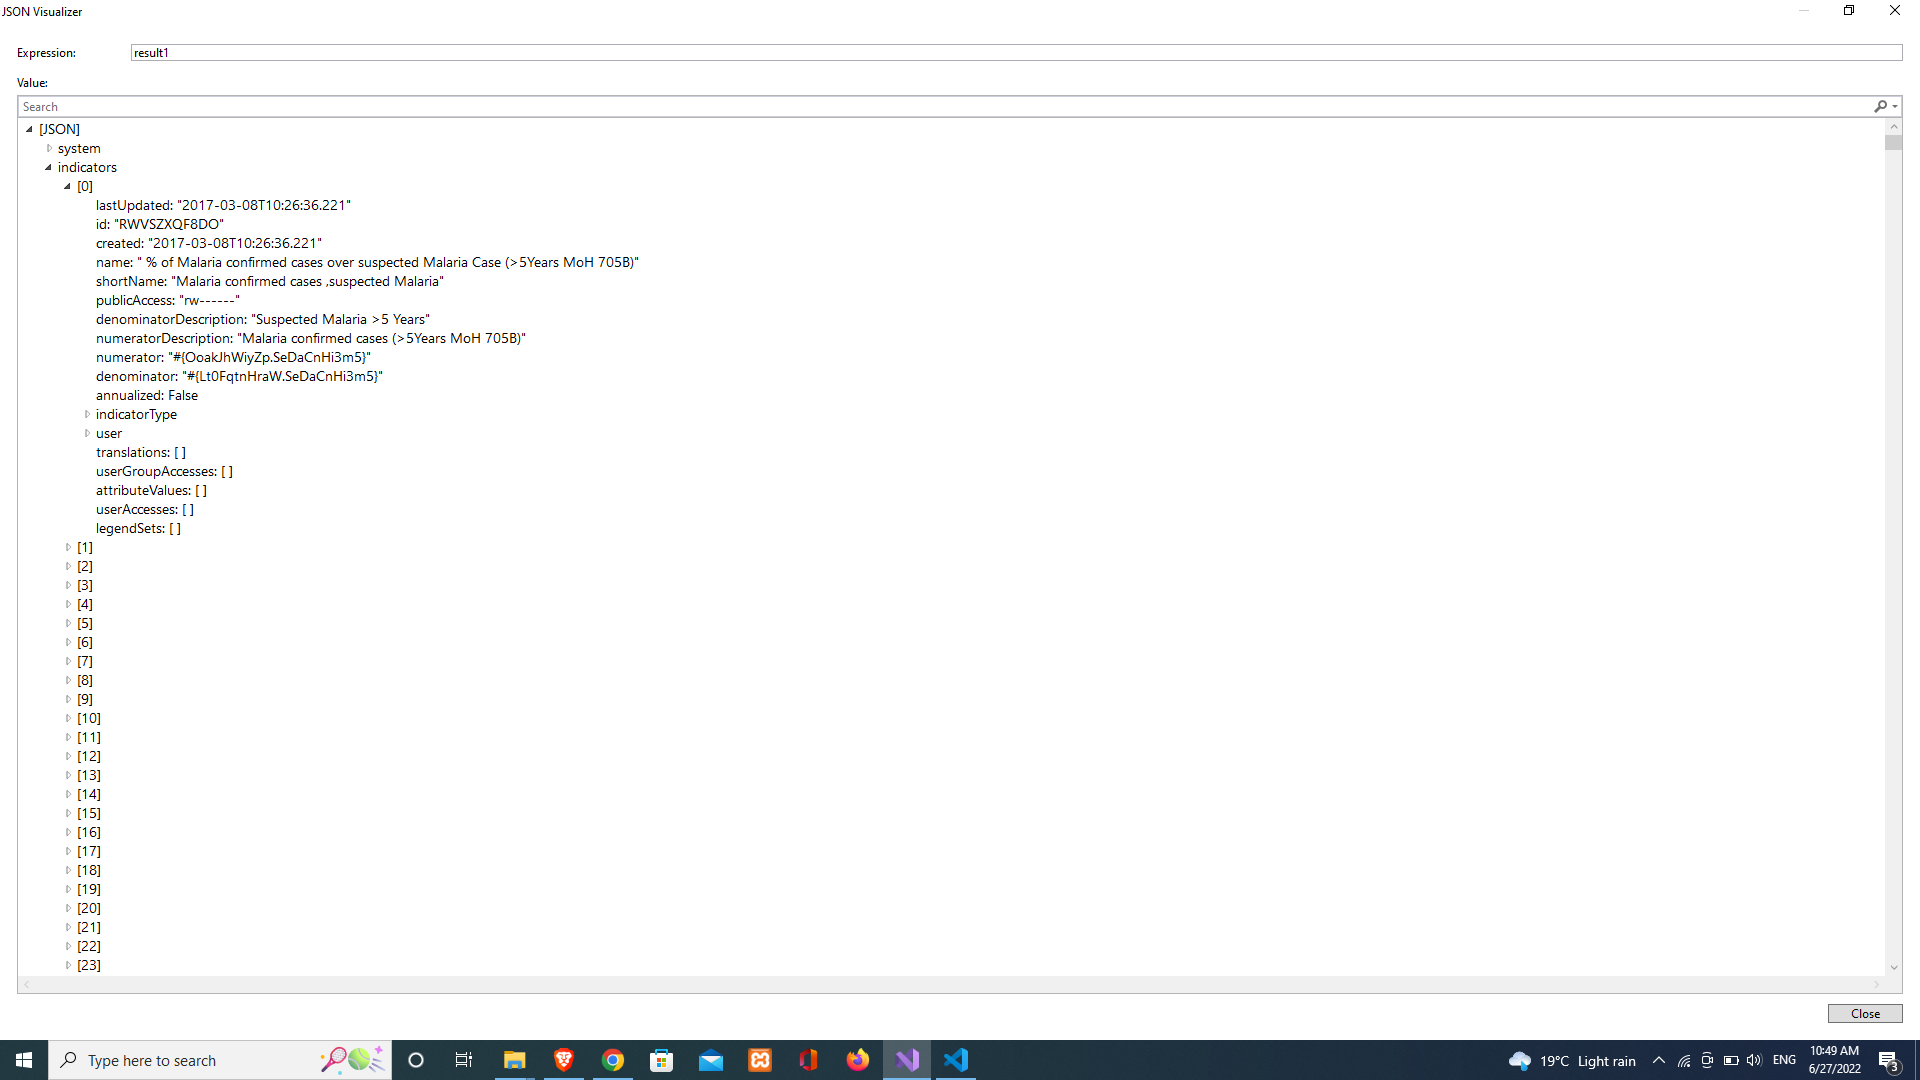 JSON Visualizer
Expression: result1
Value:
Search
[JSON]
system
indicators
[0]
lastUpdated: "2017-03-08T10:26:36.221"
id: "RWVSZXQF8DO"
created: "2017-03-08T10:26:36.221"
name: " % of Malaria confirmed cases over suspected Malaria Case (>5Years MoH 705B)"
shortName: "Malaria confirmed cases ,suspected Malaria"
publicAccess: "rw------"
denominatorDescription: "Suspected Malaria >5 Years"
numeratorDescription: "Malaria confirmed cases (>5Years MoH 705B)"
numerator: "#{OoakJhWiyZp.SeDaCnHi3m5}"
denominator: "#{Lt0FqtnHraW.SeDaCnHi3m5}"
annualized: False
indicatorType
user
translations: [ ]
userGroupAccesses: [ ]
attributeValues: [ ]
userAccesses: [ ]
legendSets: [ ]
[1]
[2]
[3]
[4]
[5]
[6]
[7]
[8]
[9]
[10]
[11]
[12]
[13]
[14]
[15]
[16]
[17]
[18]
[19]
[20]
[21]
[22]
[23]
Close
Type here to search
19°C Light rain
ENG
10:49 AM
6/27/2022
3